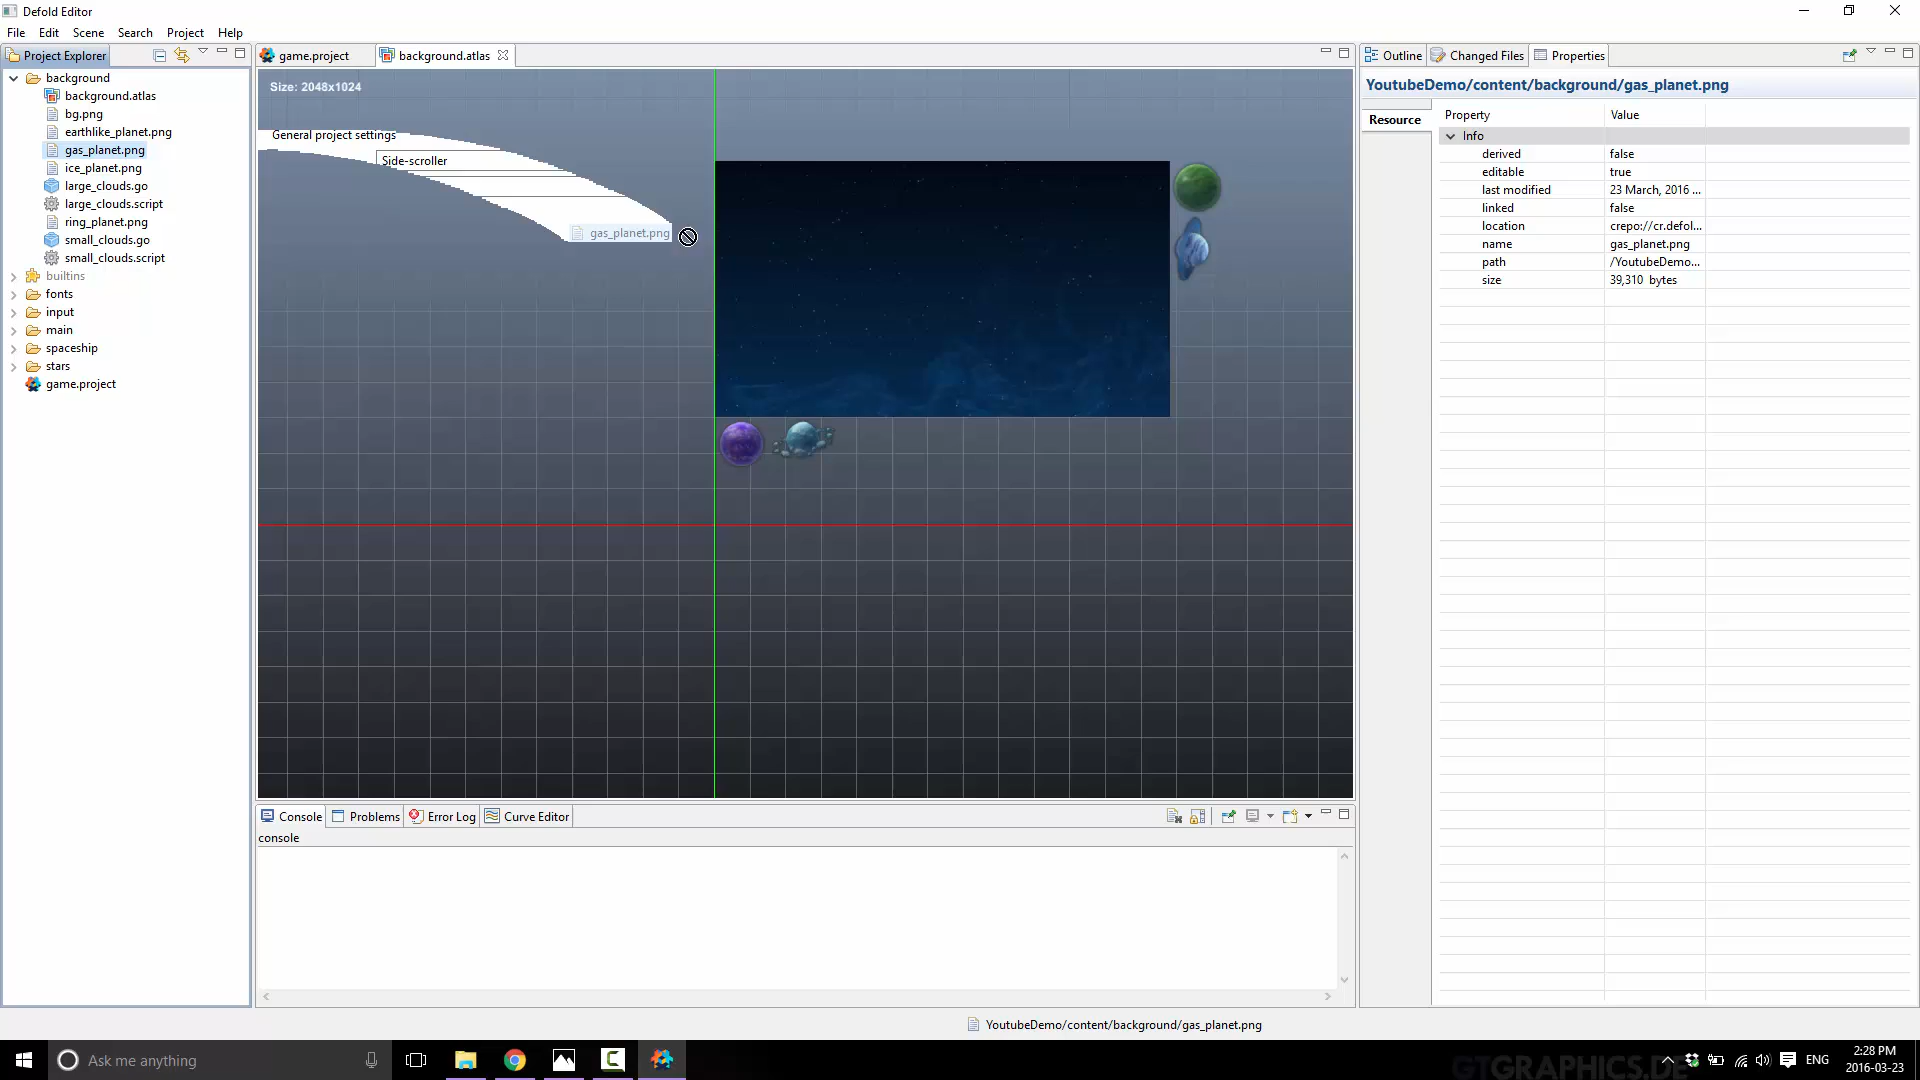 Defold Editor
File Edit Scene Search Project Help
Project Explorer
background
background.atlas
bg.png
earthlike_planet.png
gas_planet.png
ice_planet.png
large_clouds.go
large_clouds.script
ring_planet.png
small_clouds.go
small_clouds.script
builtins
fonts
input
main
spaceship
stars
game.project
game.project background.atlas
Size: 2048x1024
General project settings
Side-scroller
gas_planet.png
Console Problems Error Log Curve Editor
console
Outline Changed Files Properties
YoutubeDemo/content/background/gas_planet.png
Resource
Property Value
Info
derived false
editable true
last modified 23 March, 2016 ...
linked false
location crepo://cr.defol...
name gas_planet.png
path /YoutubeDemo...
size 39,310 bytes
YoutubeDemo/content/background/gas_planet.png
Ask me anything
GTGRAPHICS.DE
ENG
2:28 PM
2016-03-23